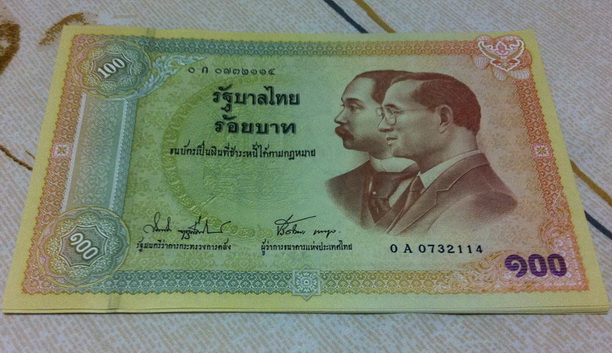 100
๐ ก ๐๗๓๒๑๑๔
รัฐบาลไทย
ร้อยบาท
ธนบัตรเป็นเงินที่ชำระหนี้ได้ตามกฎหมาย
รัฐมนตรีว่าการกระทรวงการคลัง
ผู้ว่าการธนาคารแห่งประเทศไทย
0 A 0732114
๑๐๐
๑๐๐